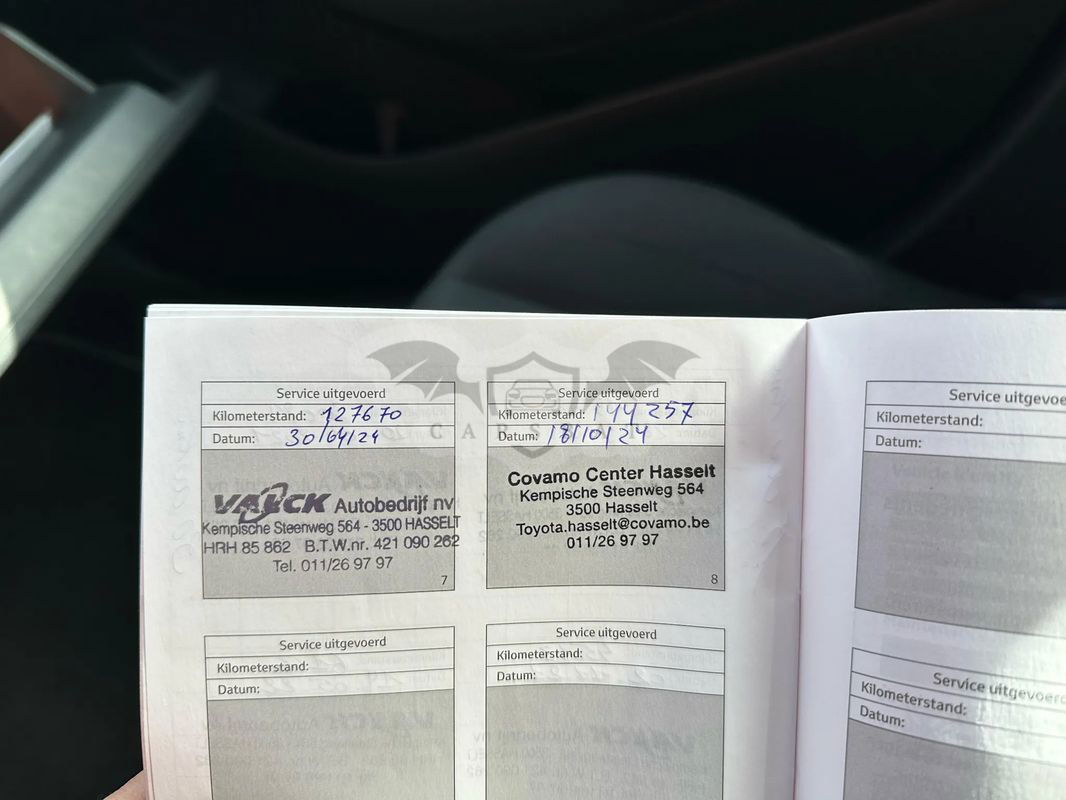 Service uitgevoerd
Kilometerstand: 127670
Datum: 30/04/24
VANCK Autobedrijf nv
Kempische Steenweg 564 - 3500 HASSELT
HRH 85 862 B.T.W.nr. 421 090 262
Tel. 011/26 97 97
7
Service uitgevoerd
Kilometerstand: 144257
Datum: 18/10/24
Covamo Center Hasselt
Kempische Steenweg 564
3500 Hasselt
Toyota.hasselt@covamo.be
011/26 97 97
8
Service uitgevoerd
Kilometerstand:
Datum:
Service uitgevoerd
Kilometerstand:
Datum:
Service uitgevoe
Kilometerstand:
Datum:
Service uitgevoerd
Kilometerstand:
Datum: